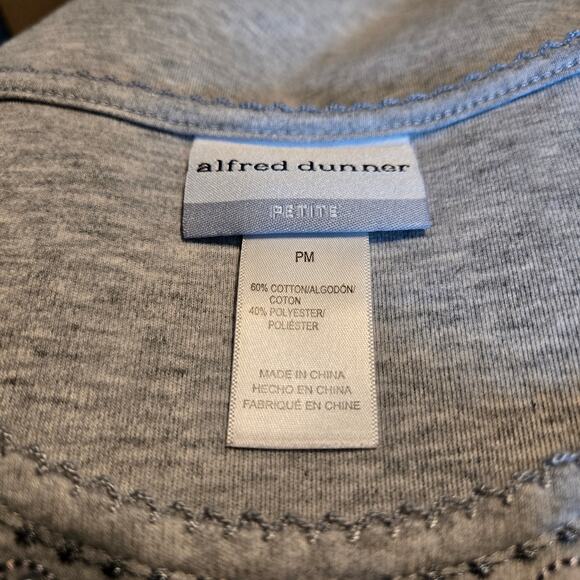 alfred dunner
PETITE
PM
60% COTTON/ALGODÓN/
COTON
40% POLYESTER/
POLIÉSTER
MADE IN CHINA
HECHO EN CHINA
FABRIQUÉ EN CHINE